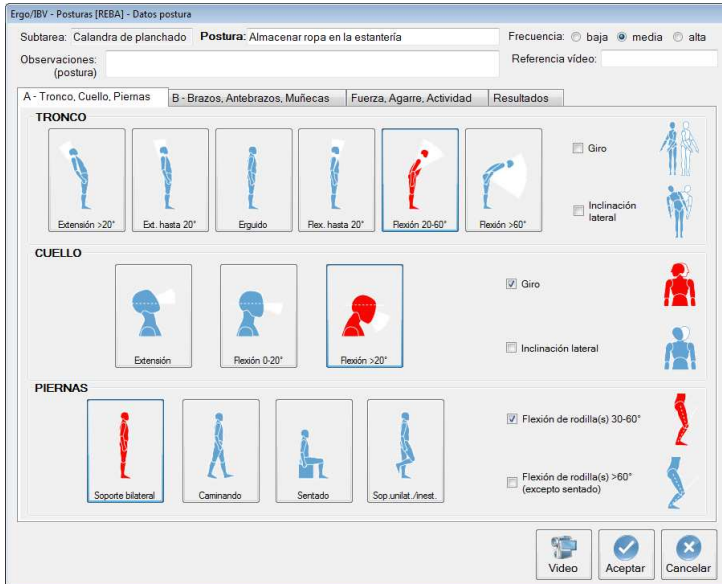 Ergo/IBV - Posturas [REBA] - Datos postura
Subtarea: Calandra de planchado Postura: Almacenar ropa en la estantería Frecuencia: baja media alta
Observaciones: Referencia vídeo:
(postura)
A - Tronco, Cuello, Piernas B - Brazos, Antebrazos, Muñecas Fuerza, Agarre, Actividad Resultados
TRONCO
Giro
Inclinación
lateral
Extensión >20° Ext. hasta 20° Erguido Flex. hasta 20° Flexión 20-60° Flexión >60°
CUELLO
Giro
Inclinación lateral
Extensión Flexión 0-20° Flexión >20°
PIERNAS
Flexión de rodilla(s) 30-60°
Flexión de rodilla(s) >60°
(excepto sentado)
Soporte bilateral Caminando Sentado Sop.unilat./inest.
Video Aceptar Cancelar